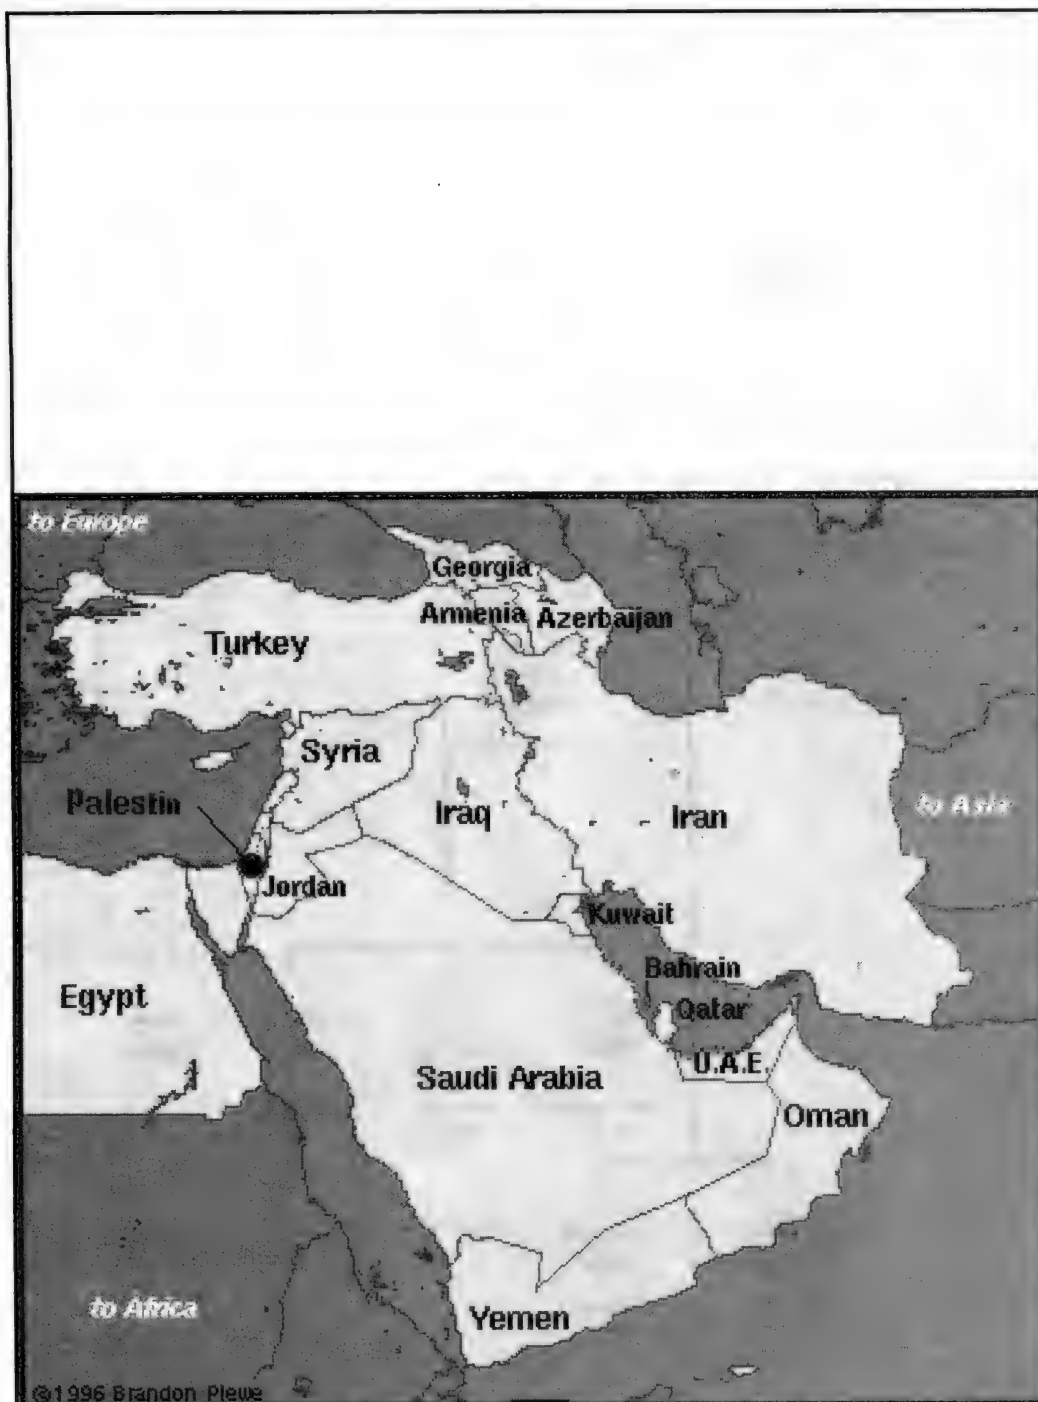 to Europe
Georgia
Armenia
Azerbaijan
Turkey
Syria
Palestin
Iraq
Iran
to Asia
Jordan
Kuwait
Egypt
Bahrain
Qatar
U.A.E.
Saudi Arabia
Oman
to Africa
Yemen
©1996 Brandon Plewe